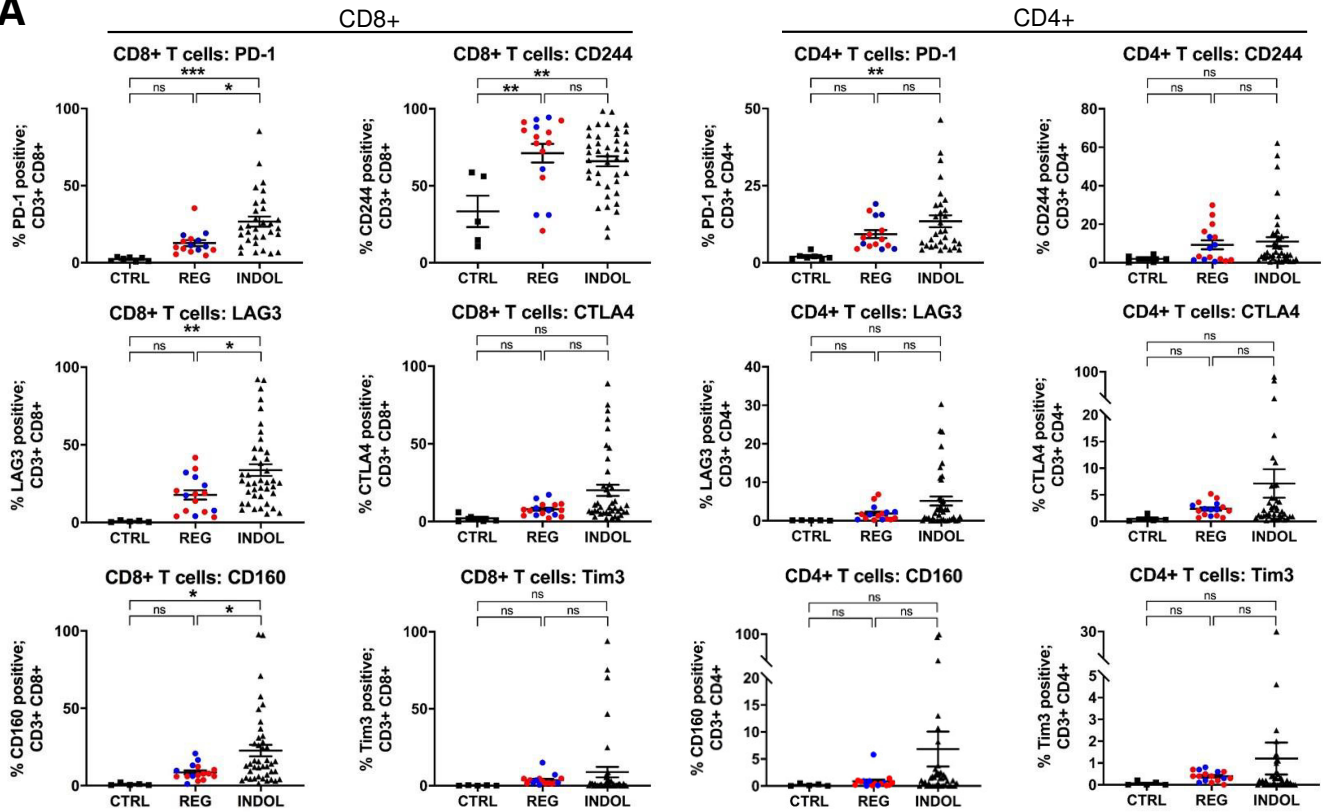 A
CD8+
CD4+
CD8+ T cells: PD-1
***
ns
*
% PD-1 positive;
CD3+ CD8+
100
50
0
CTRL REG INDOL
CD8+ T cells: CD244
**
**
ns
% CD244 positive;
CD3+ CD8+
100
50
0
CTRL REG INDOL
CD4+ T cells: PD-1
**
ns
ns
% PD-1 positive;
CD3+ CD4+
50
25
0
CTRL REG INDOL
CD4+ T cells: CD244
ns
ns
ns
% CD244 positive;
CD3+ CD4+
80
60
40
20
0
CTRL REG INDOL
CD8+ T cells: LAG3
**
ns
*
% LAG3 positive;
CD3+ CD8+
100
50
0
CTRL REG INDOL
CD8+ T cells: CTLA4
ns
ns
ns
% CTLA4 positive;
CD3+ CD8+
100
50
0
CTRL REG INDOL
CD4+ T cells: LAG3
ns
ns
ns
% LAG3 positive;
CD3+ CD4+
40
30
20
10
0
CTRL REG INDOL
CD4+ T cells: CTLA4
ns
ns
ns
% CTLA4 positive;
CD3+ CD4+
100
20
15
10
5
0
CTRL REG INDOL
CD8+ T cells: CD160
*
ns
*
% CD160 positive;
CD3+ CD8+
100
50
0
CTRL REG INDOL
CD8+ T cells: Tim3
ns
ns
ns
% Tim3 positive;
CD3+ CD8+
100
50
0
CTRL REG INDOL
CD4+ T cells: CD160
ns
ns
ns
% CD160 positive;
CD3+ CD4+
100
20
15
10
5
0
CTRL REG INDOL
CD4+ T cells: Tim3
ns
ns
ns
% Tim3 positive;
CD3+ CD4+
30
5
4
3
2
1
0
CTRL REG INDOL